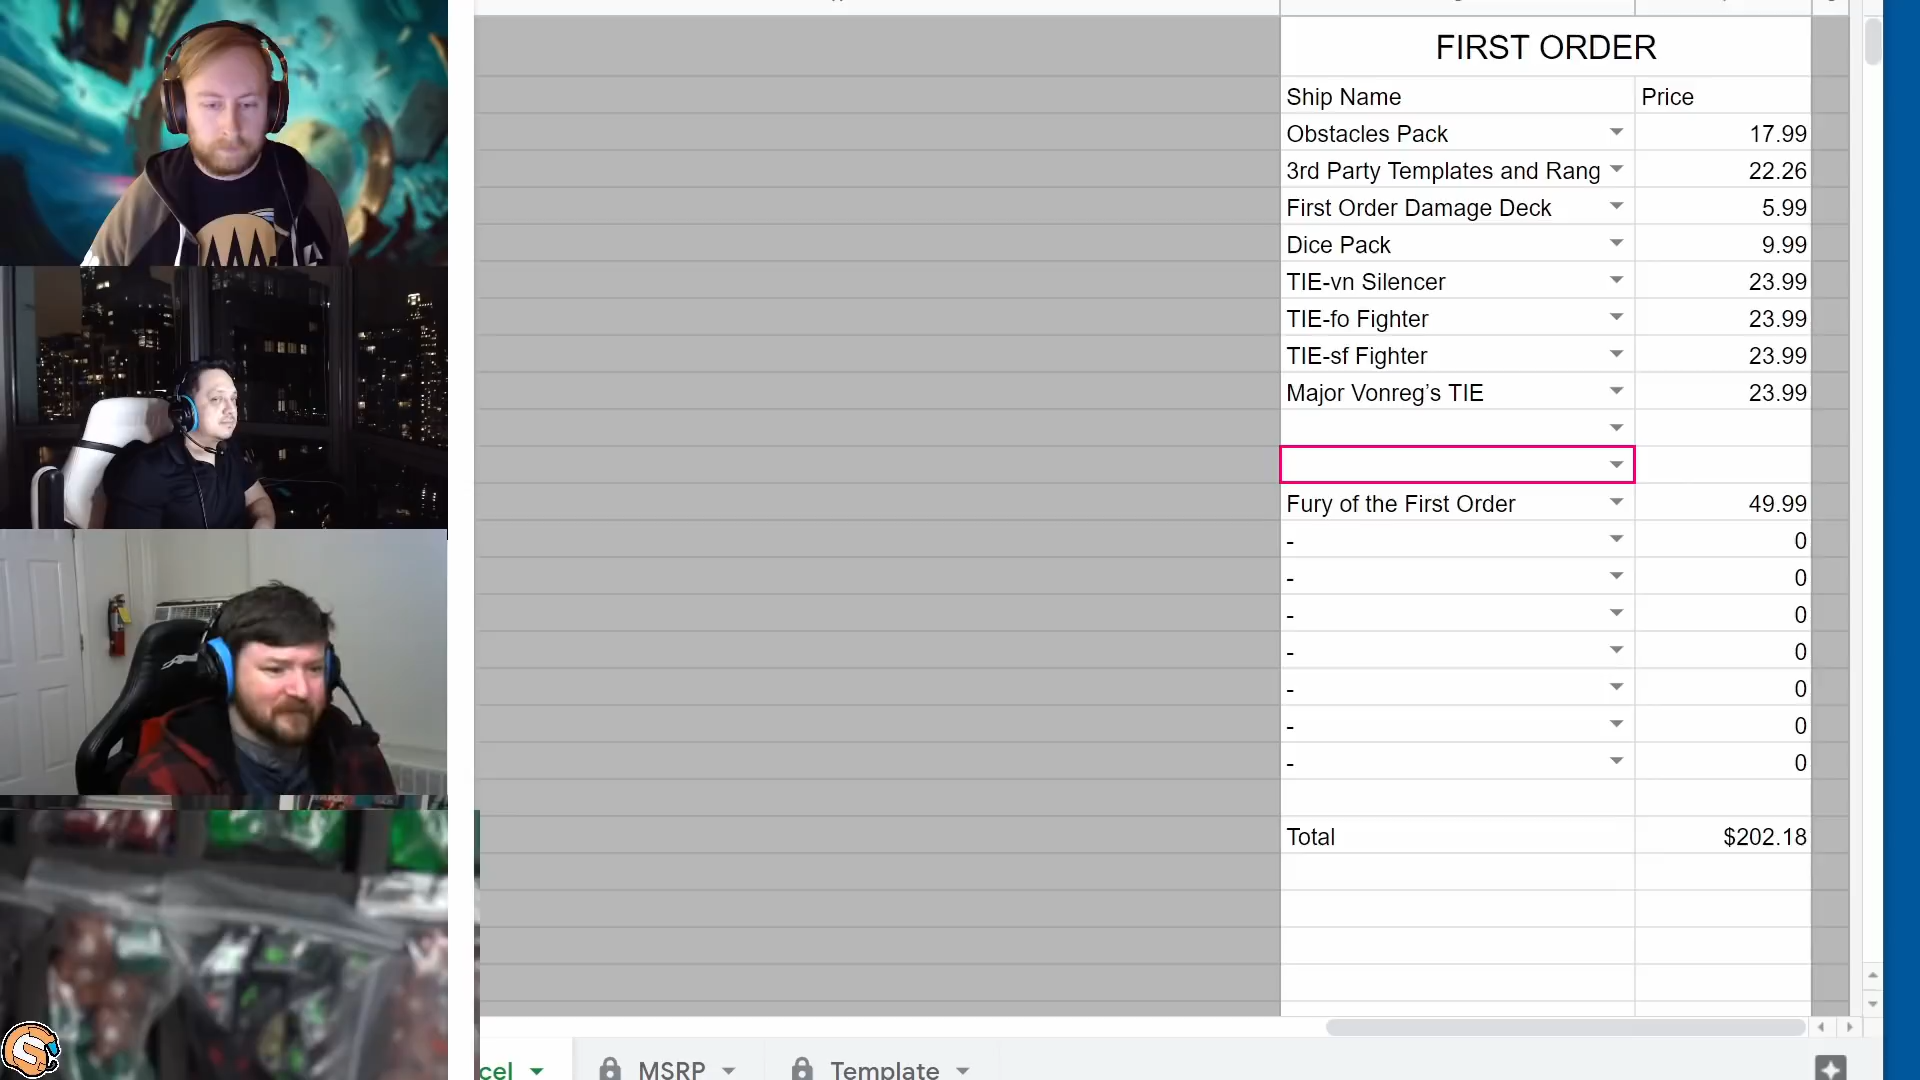 FIRST ORDER
Ship Name Price
Obstacles Pack 17.99
3rd Party Templates and Rang 22.26
First Order Damage Deck 5.99
Dice Pack 9.99
TIE-vn Silencer 23.99
TIE-fo Fighter 23.99
TIE-sf Fighter 23.99
Major Vonreg’s TIE 23.99
Fury of the First Order 49.99
- 0
- 0
- 0
- 0
- 0
- 0
- 0
Total $202.18
cel MSRP Template